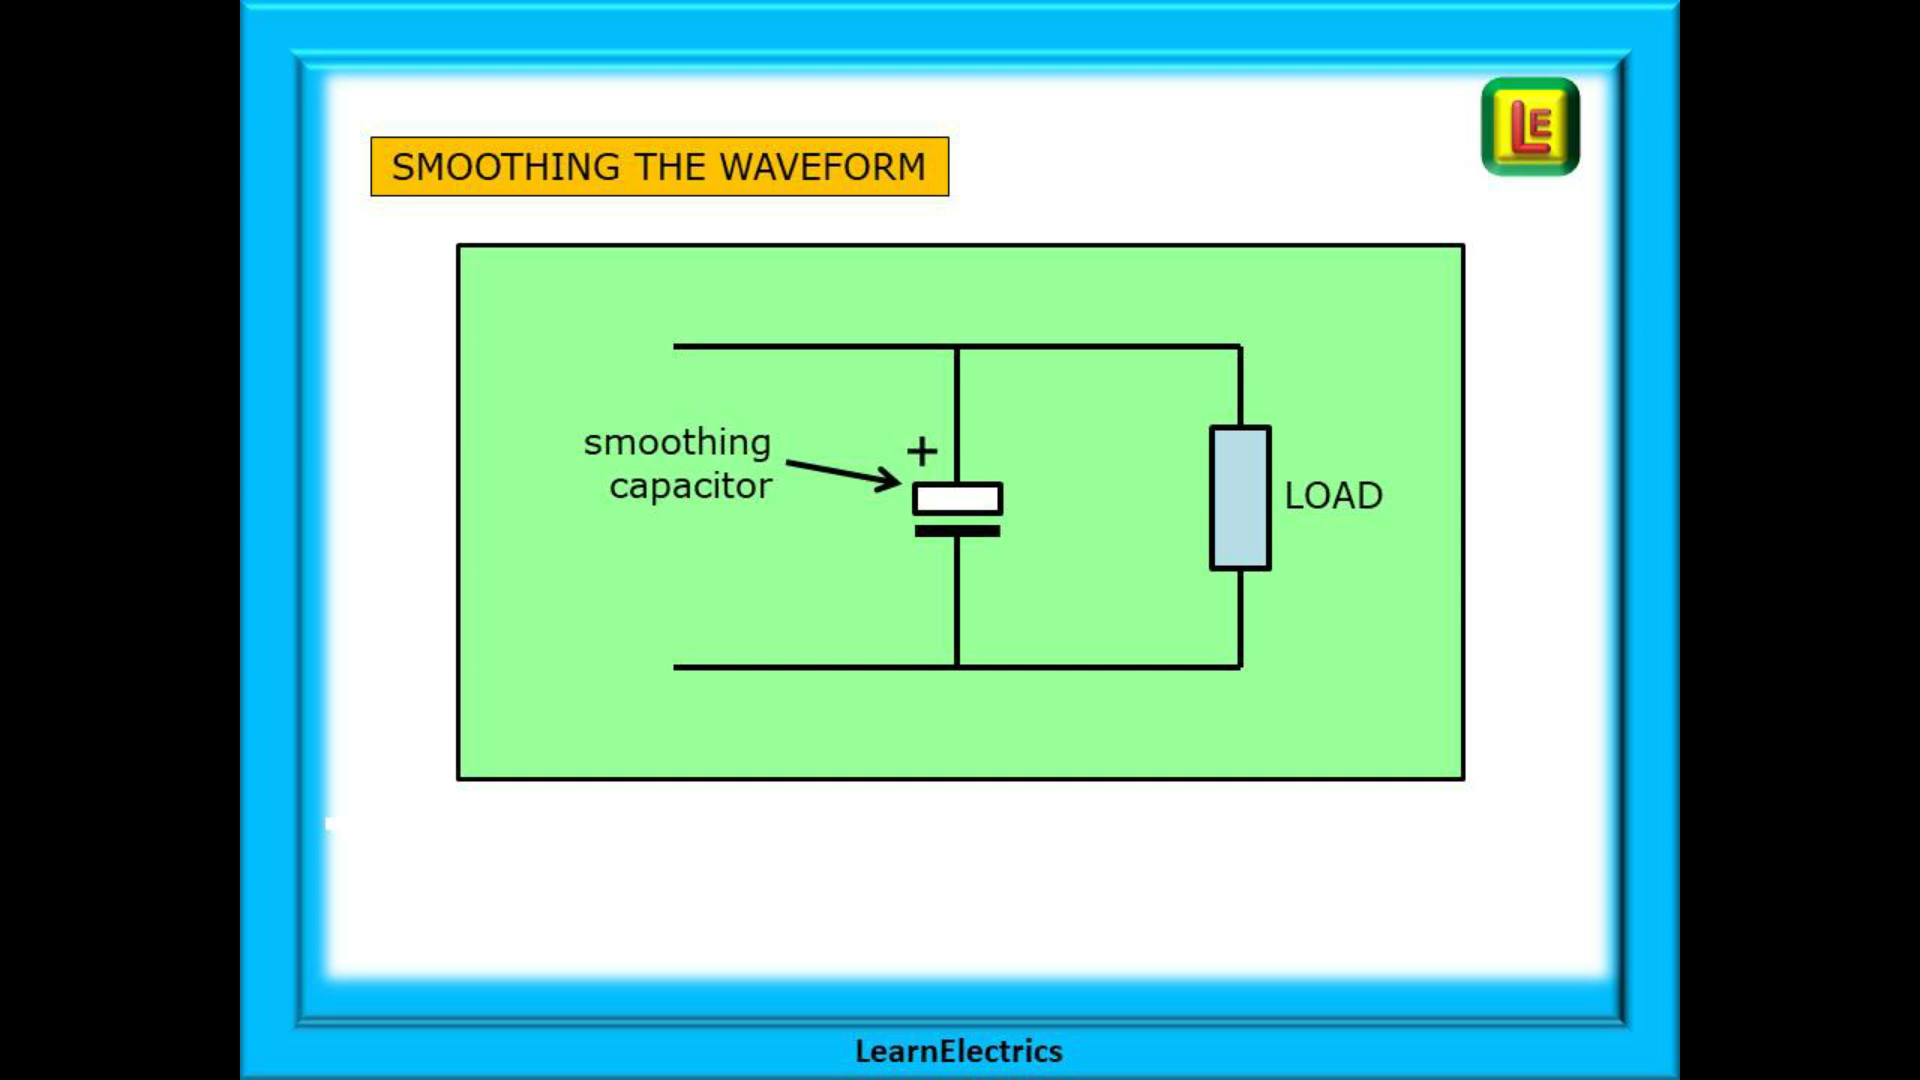 LE
SMOOTHING THE WAVEFORM
smoothing
capacitor
+
LOAD
LearnElectrics